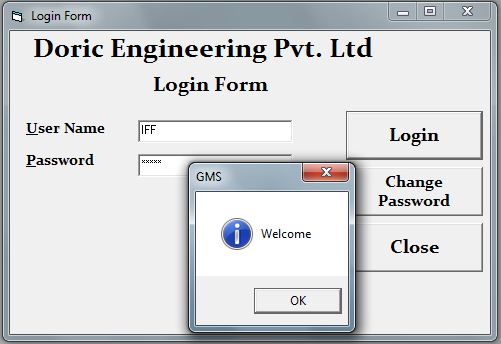 Login Form
Doric Engineering Pvt. Ltd
Login Form
User Name
IFF
Login
Password
xxxxx
Change
Password
GMS
Welcome
Close
OK